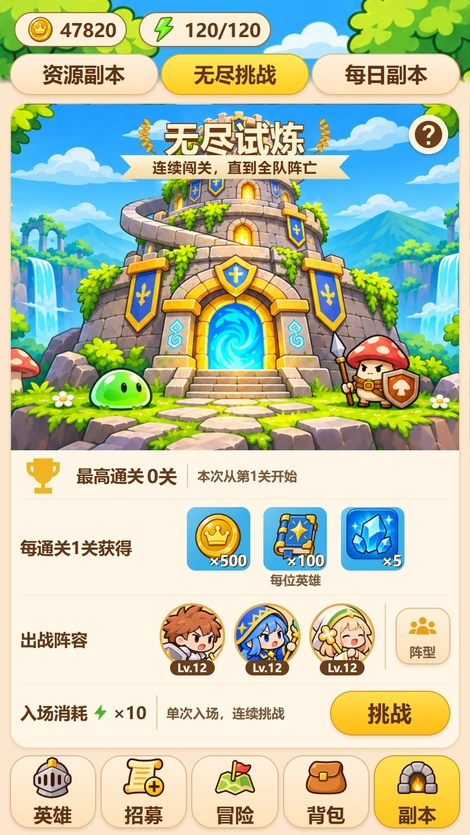 47820
120/120
资源副本
无尽挑战
每日副本
无尽试炼
?
连续闯关，直到全队阵亡
最高通关0关
本次从第1关开始
每通关1关获得
×500
×100
×5
每位英雄
出战阵容
Lv.12
Lv.12
Lv.12
阵型
入场消耗
×10
单次入场，连续挑战
挑战
英雄
招募
冒险
背包
副本